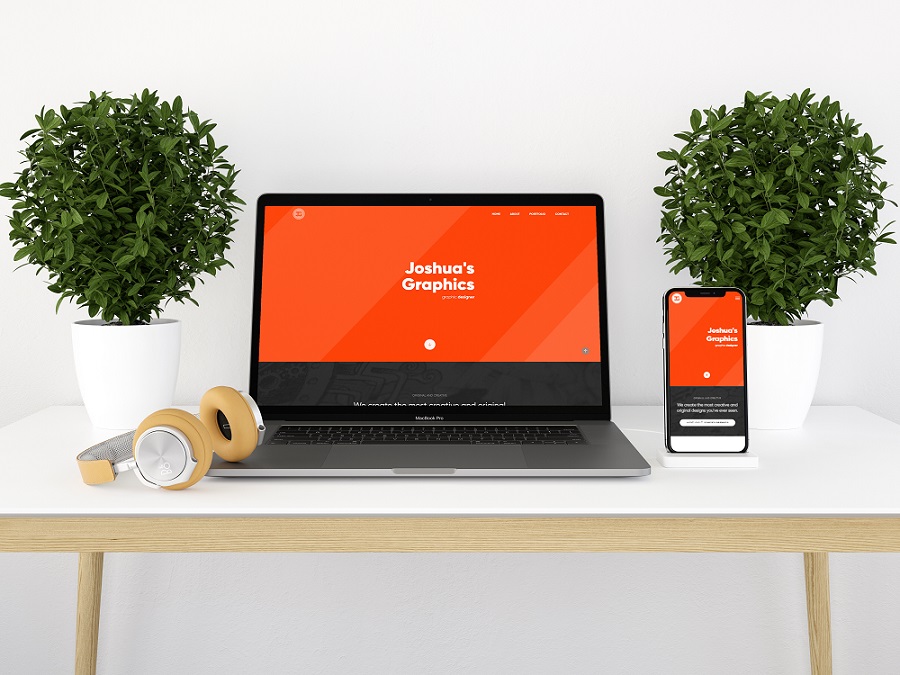 HOME ABOUT PORTFOLIO CONTACT
Joshua's
Graphics
graphic designer
ORIGINAL AND CREATIVE
We create the most creative and original
MacBook Pro
Joshua's
Graphics
graphic designer
ORIGINAL AND CREATIVE
We create the most creative and
original designs you've ever seen.